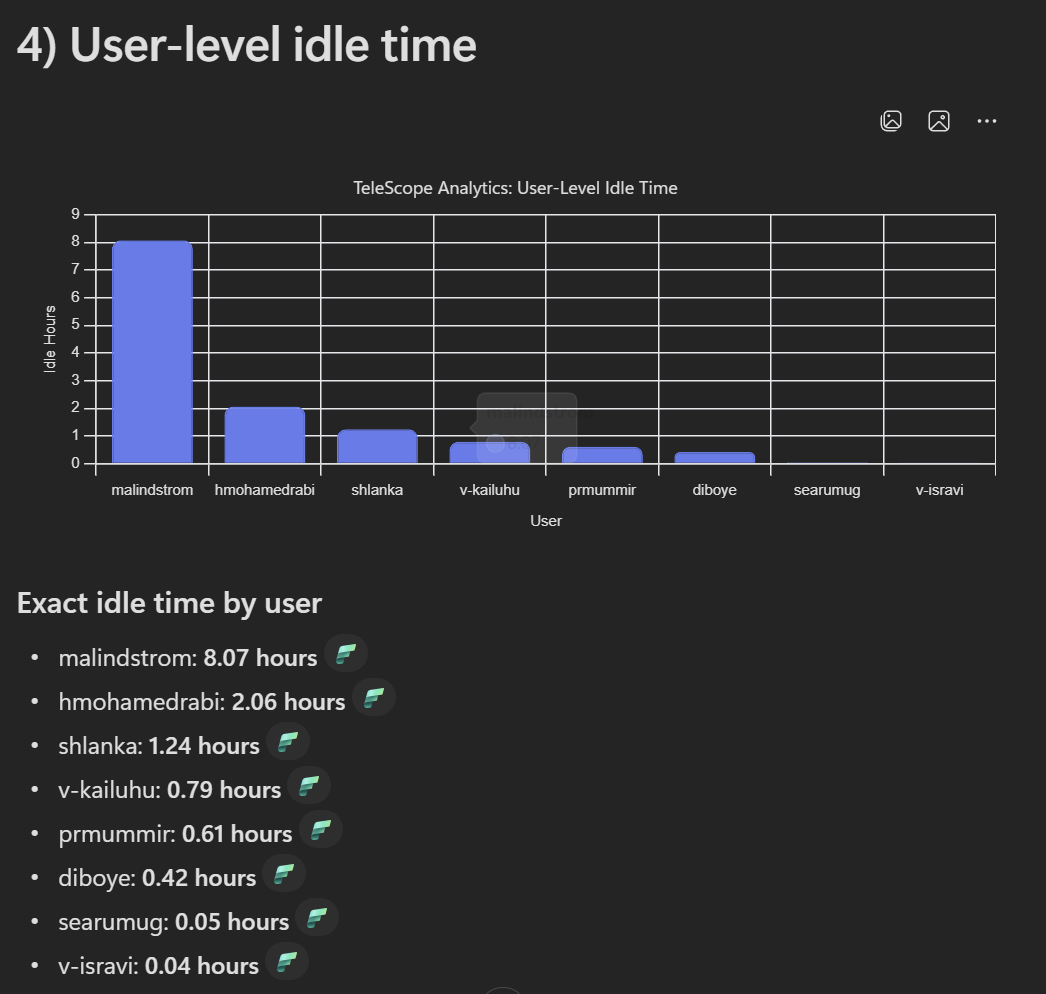 4) User-level idle time
TeleScope Analytics: User-Level Idle Time
Idle Hours
9
8
7
6
5
4
3
2
1
0
malindstrom hmohamedrabi shlanka v-kailuhu prmummir diboye searumug v-isravi
User
Exact idle time by user
• malindstrom: 8.07 hours
• hmohamedrabi: 2.06 hours
• shlanka: 1.24 hours
• v-kailuhu: 0.79 hours
• prmummir: 0.61 hours
• diboye: 0.42 hours
• searumug: 0.05 hours
• v-isravi: 0.04 hours